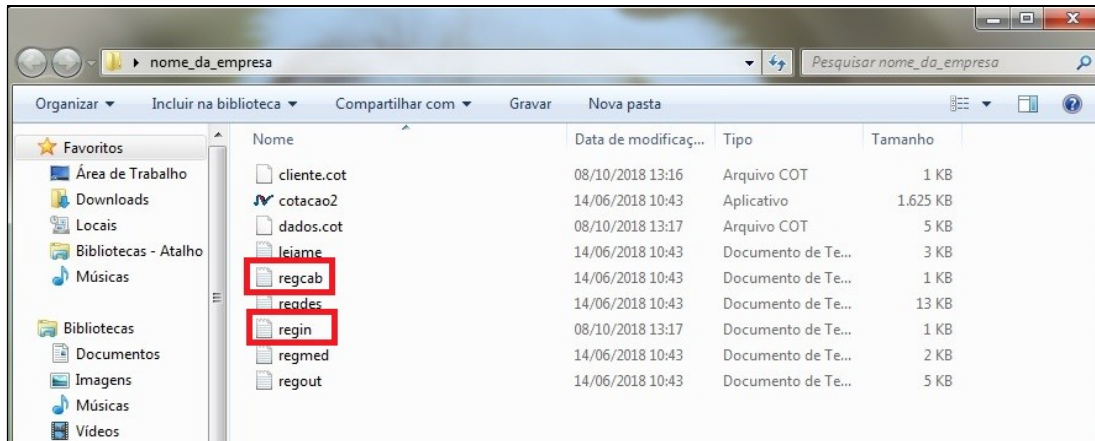 nome_da_empresa
Pesquisar nome_da_empresa
Organizar Incluir na biblioteca Compartilhar com Gravar Nova pasta
Favoritos
Área de Trabalho
Downloads
Locais
Bibliotecas - Atalho
Músicas
Bibliotecas
Documentos
Imagens
Músicas
Vídeos
Nome Data de modificaç... Tipo Tamanho
cliente.cot 08/10/2018 13:16 Arquivo COT 1 KB
cotacao2 14/06/2018 10:43 Aplicativo 1.625 KB
dados.cot 08/10/2018 13:17 Arquivo COT 5 KB
leiame 14/06/2018 10:43 Documento de Te... 3 KB
regcab 14/06/2018 10:43 Documento de Te... 1 KB
regdes 14/06/2018 10:43 Documento de Te... 13 KB
regin 08/10/2018 13:17 Documento de Te... 1 KB
regmed 14/06/2018 10:43 Documento de Te... 2 KB
regout 14/06/2018 10:43 Documento de Te... 5 KB